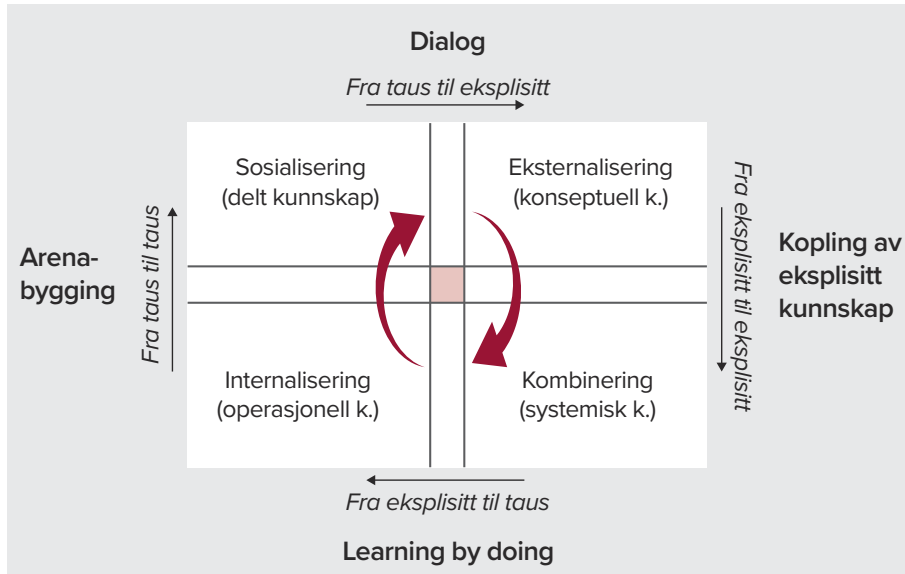 Dialog
Fra taus til eksplisitt
Sosialisering
(delt kunnskap)
Eksternalisering
(konseptuell k.)
Arena-
bygging
Fra taus til taus
Fra eksplisitt til eksplisitt
Kopling av
eksplisitt
kunnskap
Internalisering
(operasjonell k.)
Kombinering
(systemisk k.)
Fra eksplisitt til taus
Learning by doing